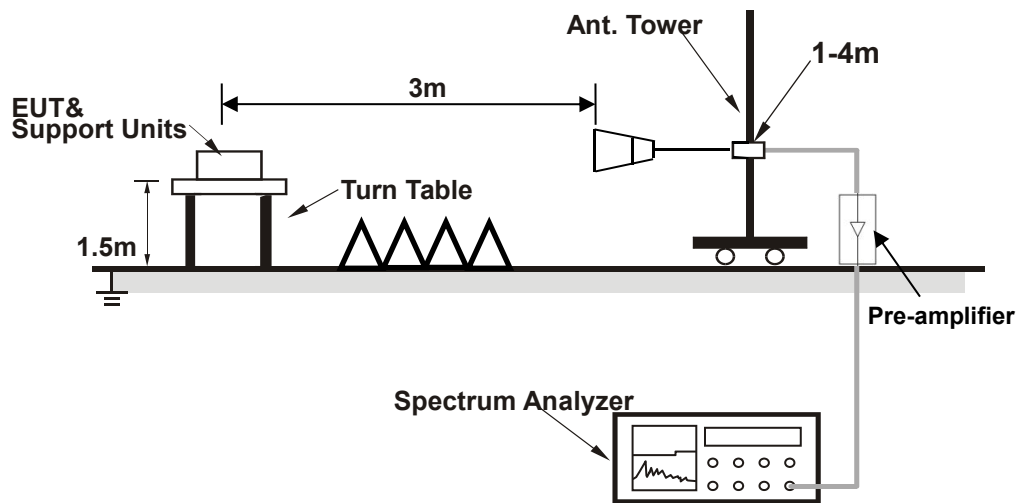 Ant. Tower
1-4m
3m
EUT&
Support Units
Turn Table
1.5m
Pre-amplifier
Spectrum Analyzer